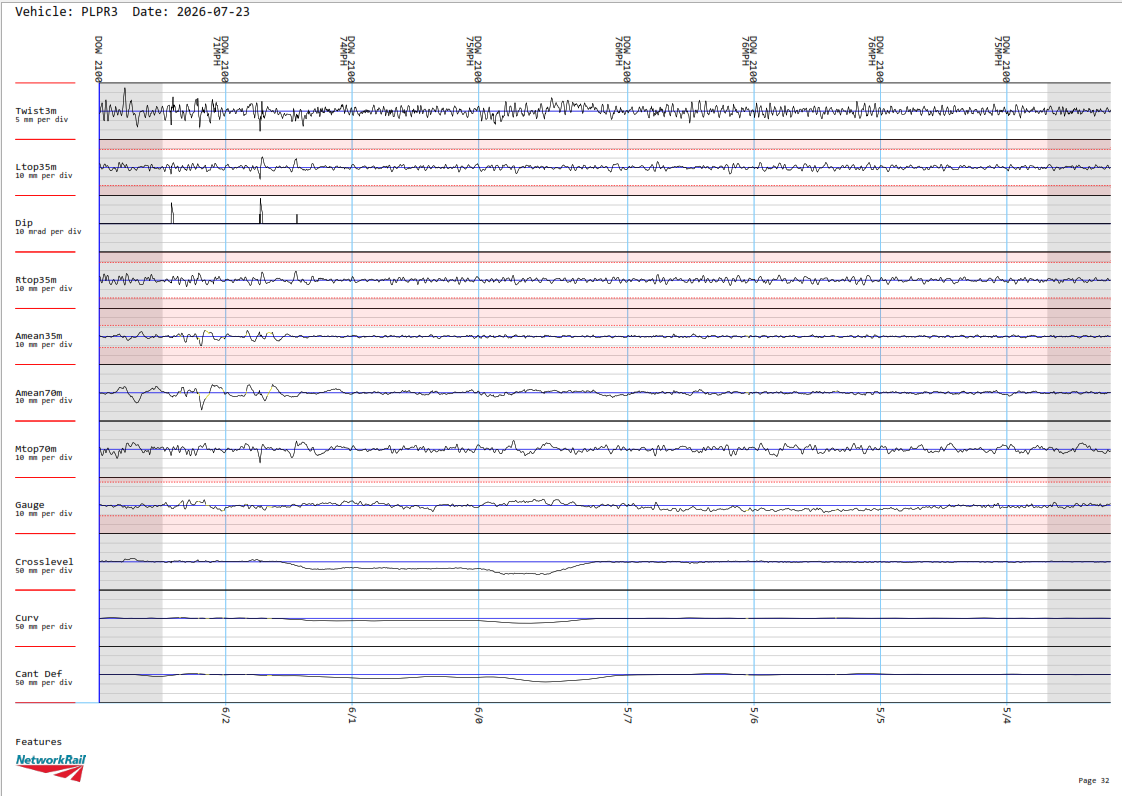 Vehicle: PLPR3  Date: 2026-07-23
DOW 2100
DOW 2100
71MPH
DOW 2100
74MPH
DOW 2100
75MPH
DOW 2100
76MPH
DOW 2100
76MPH
DOW 2100
76MPH
DOW 2100
75MPH
Twist3m
5 mm per div
Ltop35m
10 mm per div
Dip
10 mrad per div
Rtop35m
10 mm per div
Amean35m
10 mm per div
Amean70m
10 mm per div
Mtop70m
10 mm per div
Gauge
10 mm per div
Crosslevel
50 mm per div
Curv
50 mm per div
Cant Def
50 mm per div
6/2
6/1
6/0
5/7
5/6
5/5
5/4
Features
NetworkRail
Page 32